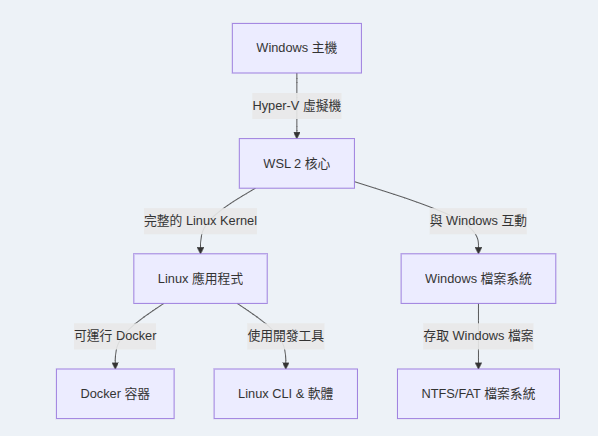 Windows 主機
Hyper-V 虛擬機
WSL 2 核心
完整的 Linux Kernel
與 Windows 互動
Linux 應用程式
Windows 檔案系統
可運行 Docker
使用開發工具
存取 Windows 檔案
Docker 容器
Linux CLI & 軟體
NTFS/FAT 檔案系統